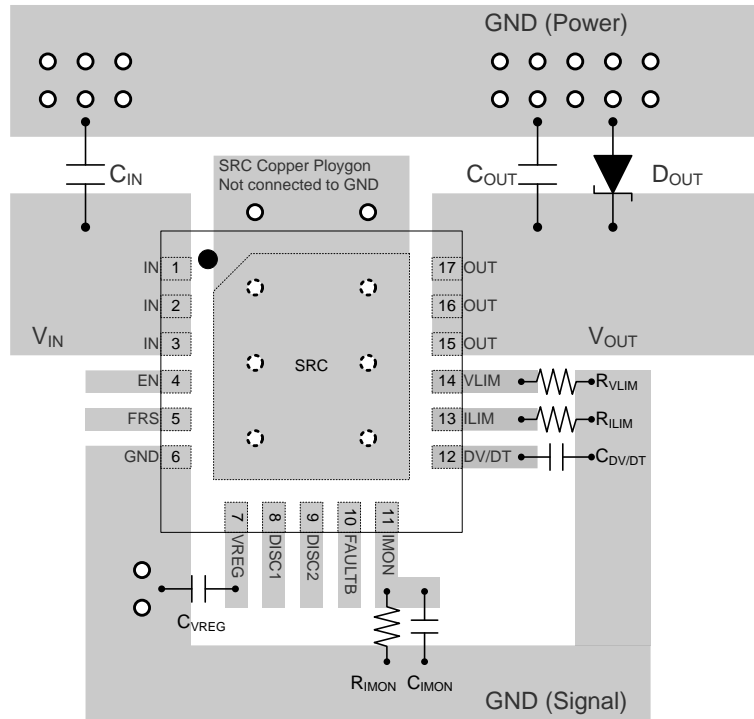 GND (Power)
CIN
SRC Copper Ploygon
Not connected to GND
COUT
DOUT
IN 1
17 OUT
IN 2
16 OUT
VIN
IN 3
15 OUT
VOUT
SRC
EN 4
14 VLIM
RVLIM
FRS 5
13 ILIM
RILIM
GND 6
12 DV/DT
CDV/DT
7 VREG
8 DISC1
9 DISC2
10 FAULTB
11 IMON
CVREG
RIMON
CIMON
GND (Signal)